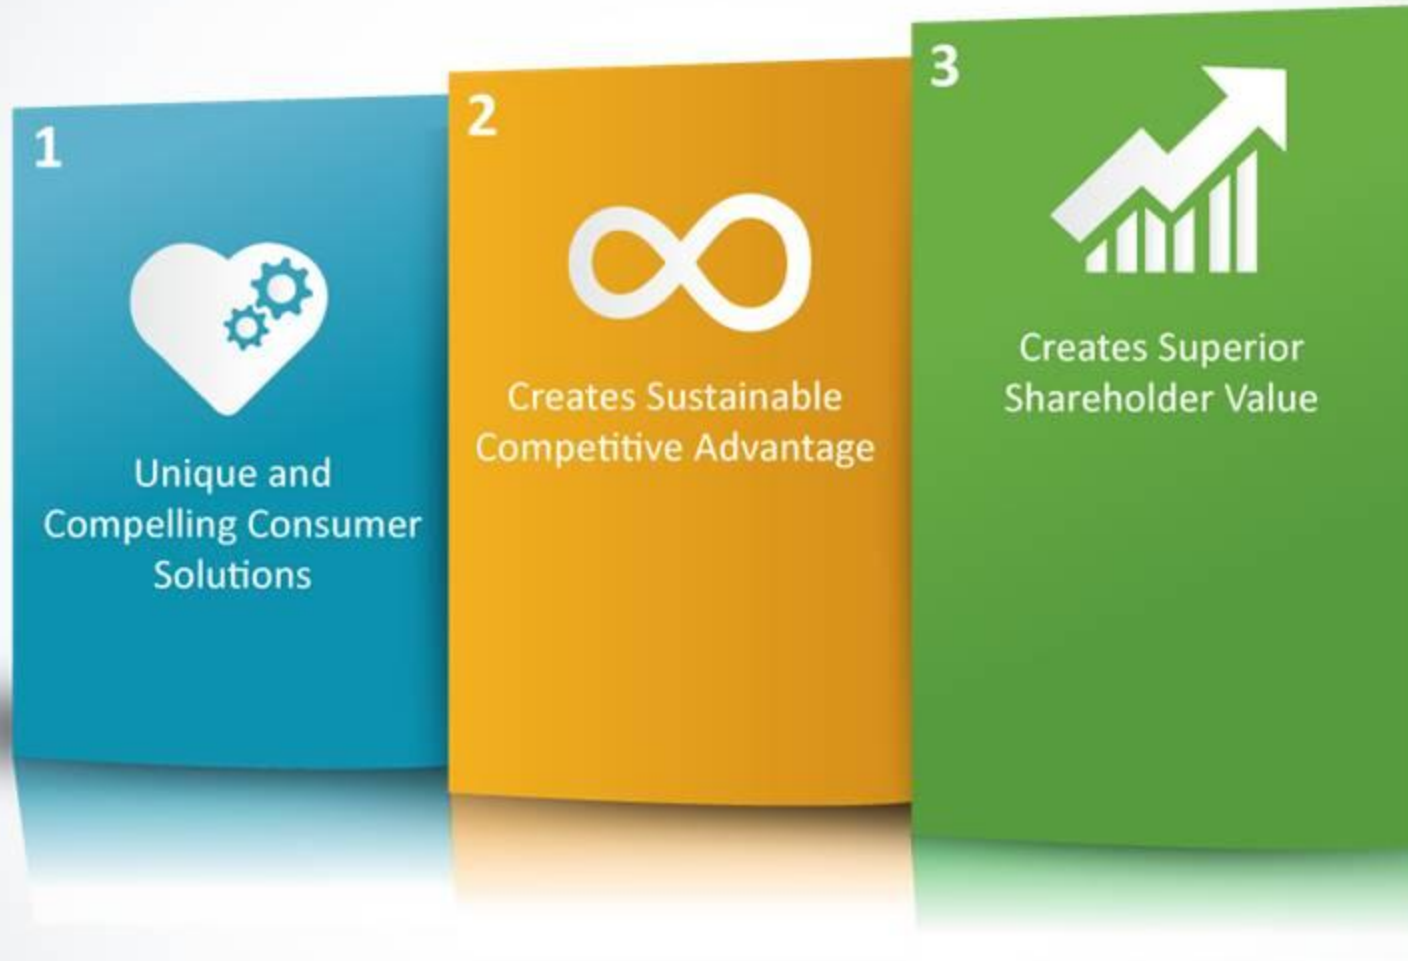 1
Unique and
Compelling Consumer
Solutions
2
Creates Sustainable
Competitive Advantage
3
Creates Superior
Shareholder Value